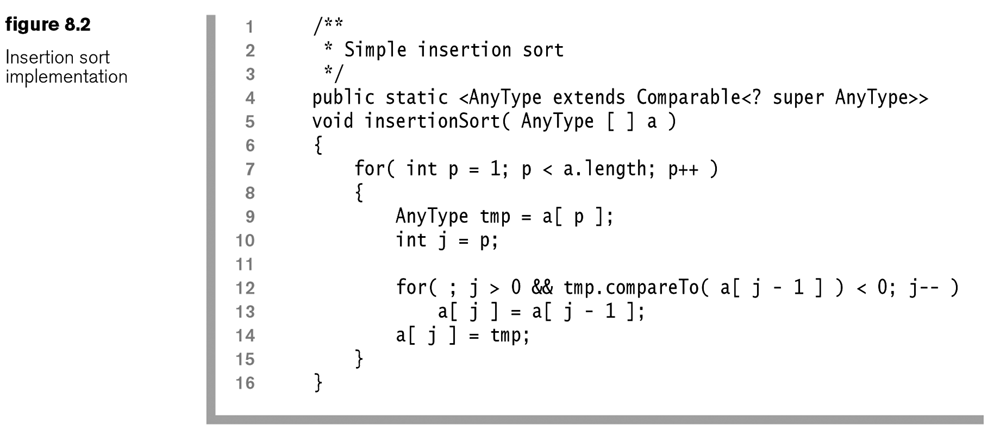 figure 8.2
Insertion sort
implementation
1 /**
2 * Simple insertion sort
3 */
4 public static <AnyType extends Comparable<? super AnyType>>
5 void insertionSort( AnyType [ ] a )
6 {
7 for( int p = 1; p < a.length; p++ )
8 {
9 AnyType tmp = a[ p ];
10 int j = p;
11
12 for( ; j > 0 && tmp.compareTo( a[ j - 1 ] ) < 0; j-- )
13 a[ j ] = a[ j - 1 ];
14 a[ j ] = tmp;
15 }
16 }